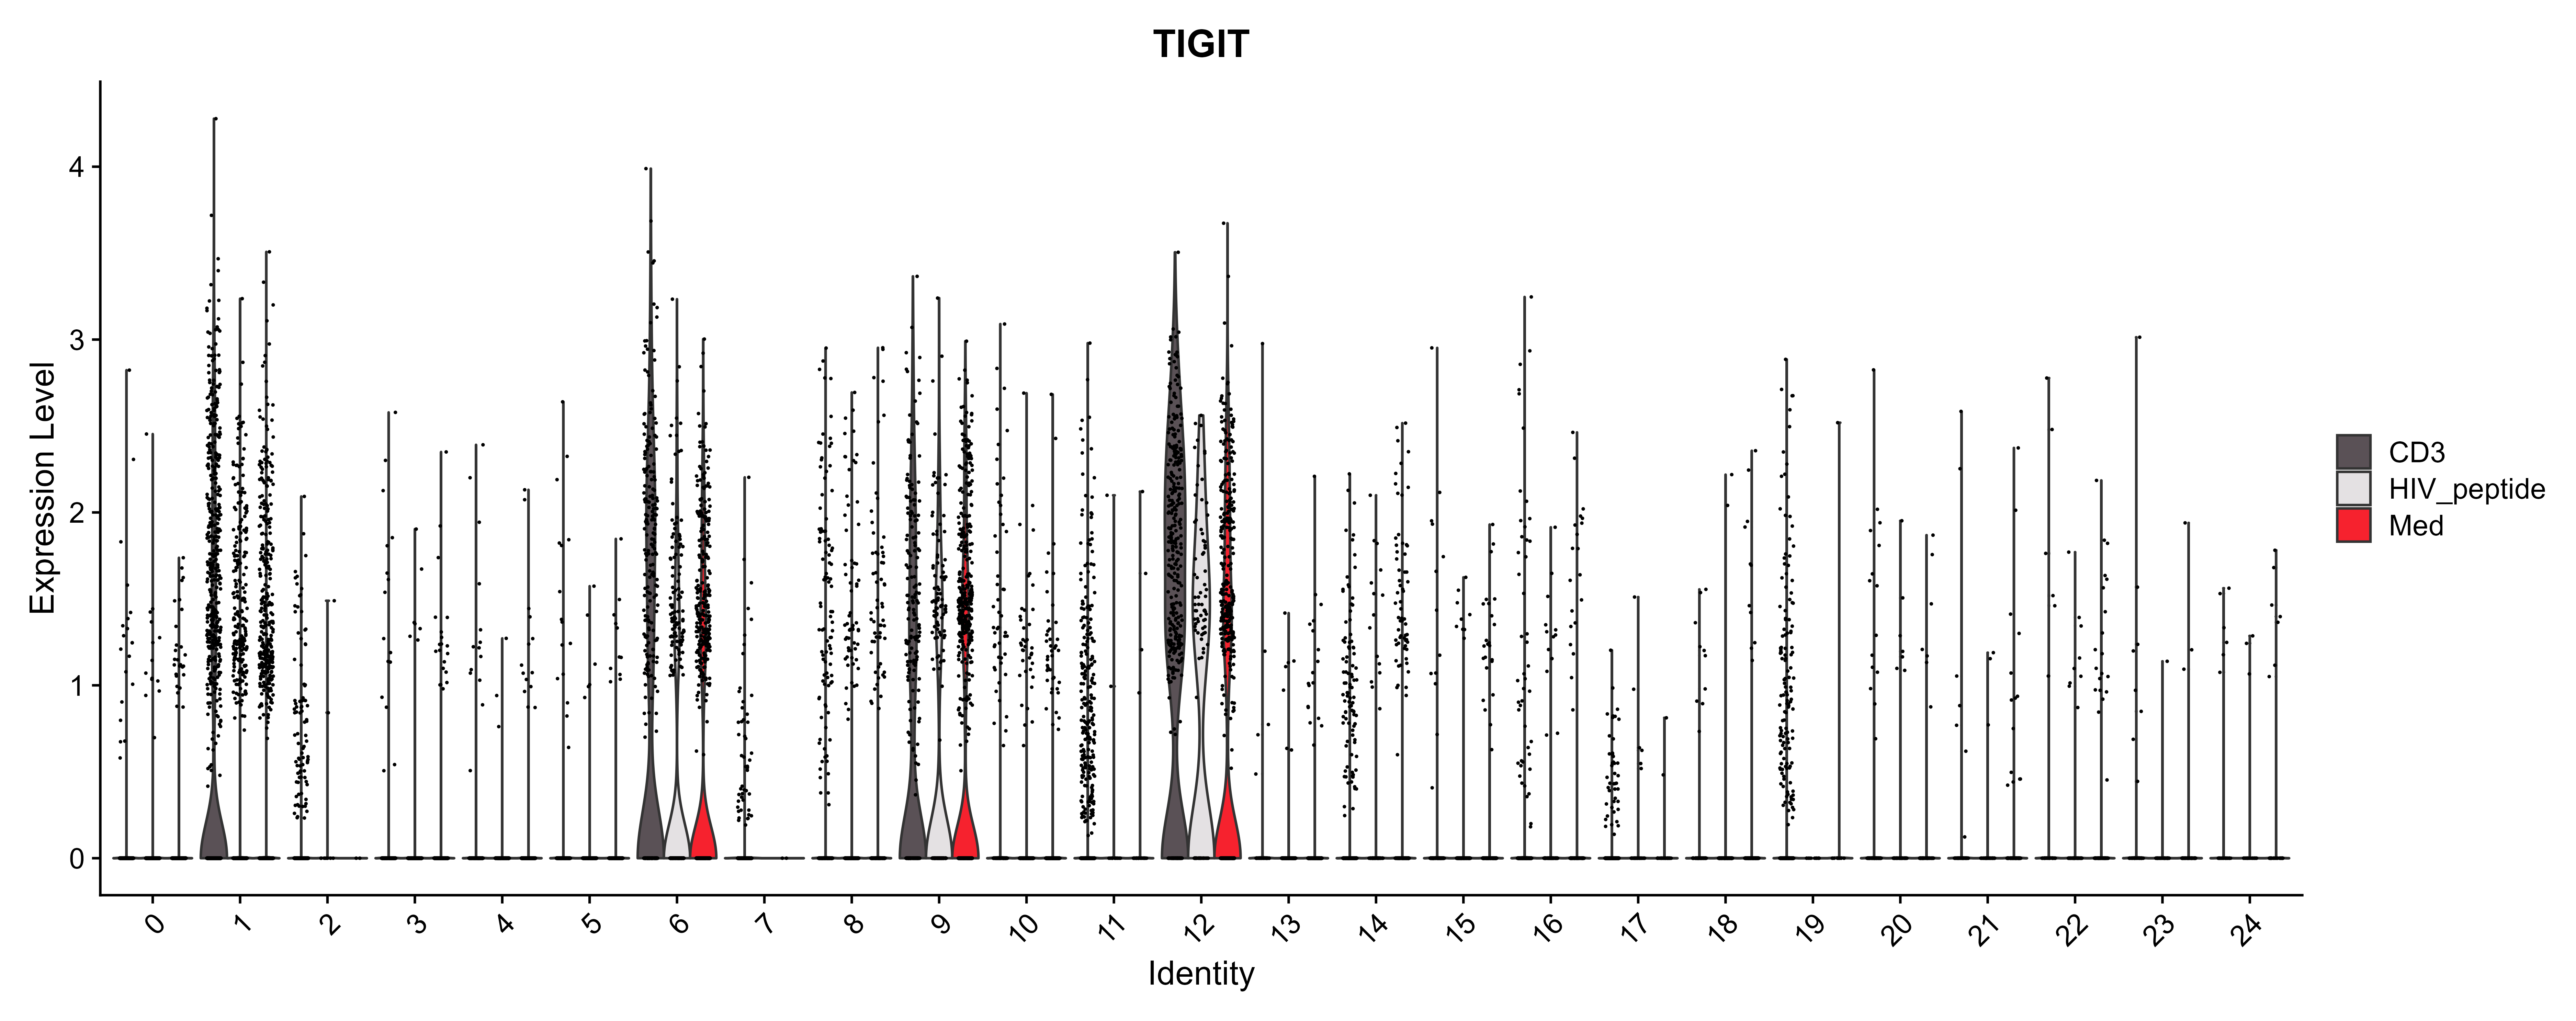 TIGIT
Expression Level
4
3
2
1
0
0 1 2 3 4 5 6 7 8 9 10 11 12 13 14 15 16 17 18 19 20 21 22 23 24
Identity
CD3
HIV_peptide
Med